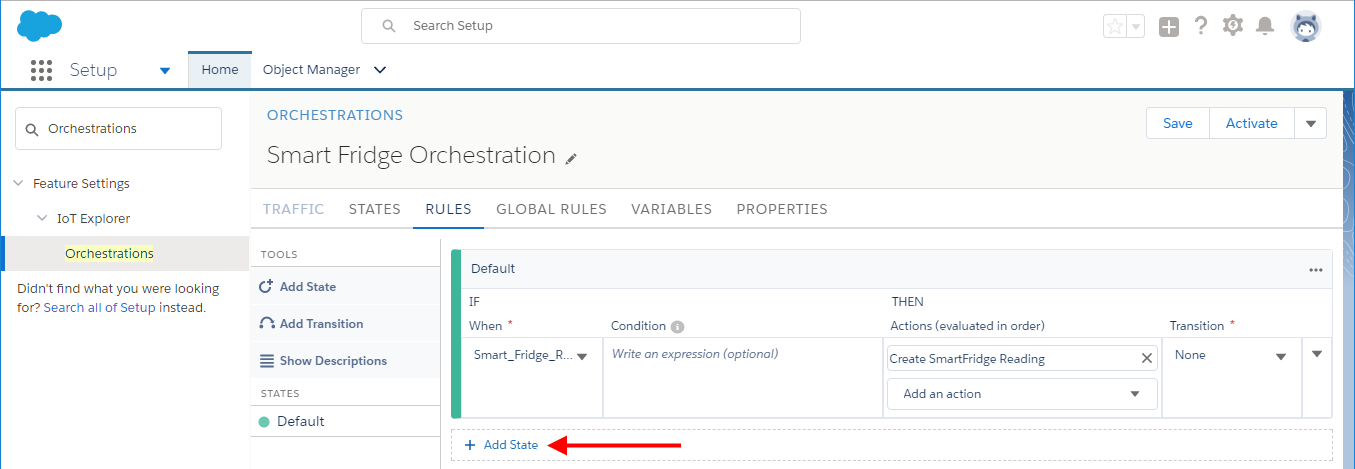 Search Setup
Setup
Home
Object Manager
Orchestrations
Feature Settings
IoT Explorer
Orchestrations
Didn't find what you were looking
for? Search all of Setup instead.
ORCHESTRATIONS
Smart Fridge Orchestration
Save
Activate
TRAFFIC
STATES
RULES
GLOBAL RULES
VARIABLES
PROPERTIES
TOOLS
Add State
Add Transition
Show Descriptions
STATES
Default
Default
IF
THEN
When *
Condition
Actions (evaluated in order)
Transition *
Smart_Fridge_R...
Write an expression (optional)
Create SmartFridge Reading
None
Add an action
+ Add State